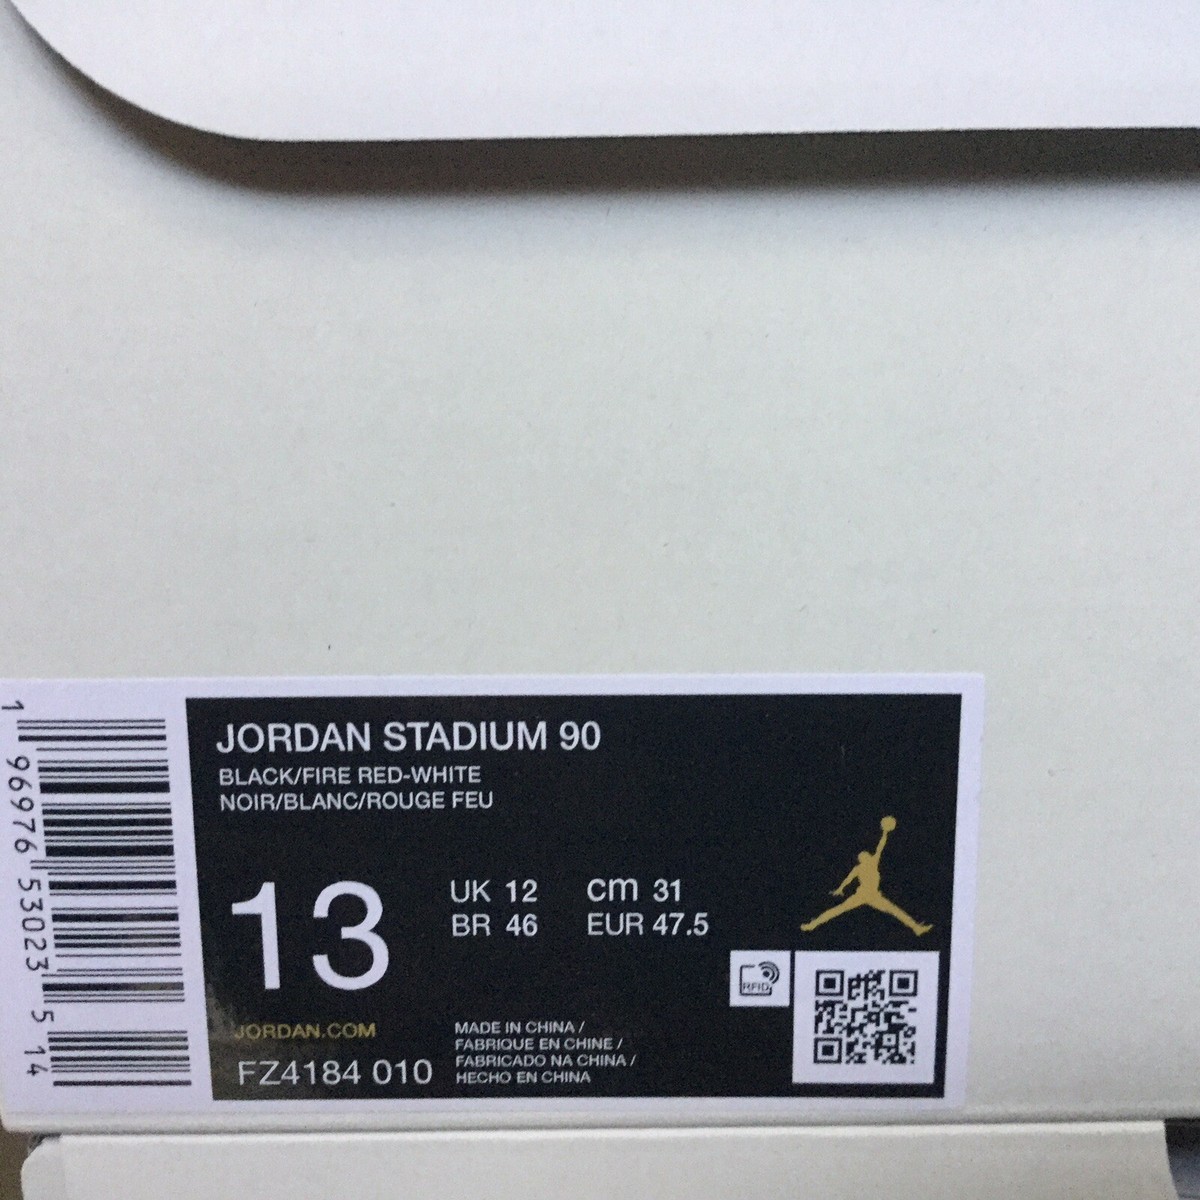 JORDAN STADIUM 90
BLACK/FIRE RED-WHITE
NOIR/BLANC/ROUGE FEU
13
UK 12 cm 31
BR 46 EUR 47.5
RFID
JORDAN.COM
FZ4184 010
MADE IN CHINA /
FABRIQUE EN CHINE /
FABRICADO NA CHINA /
HECHO EN CHINA
1 96976 53023 5 14